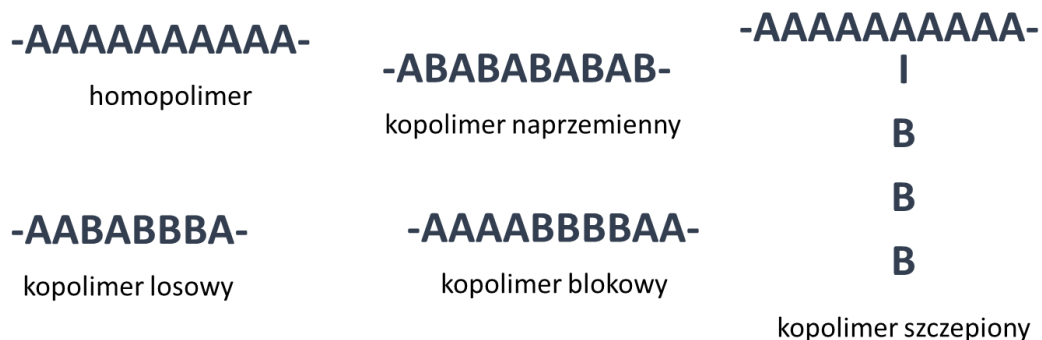 -AAAAAAAAAA-
homopolimer
-ABABABABAB-
kopolimer naprzemienny
-AABABBBA-
kopolimer losowy
-AAAABBBBAA-
kopolimer blokowy
-AAAAAAAAAA-
I
B
B
B
kopolimer szczepiony